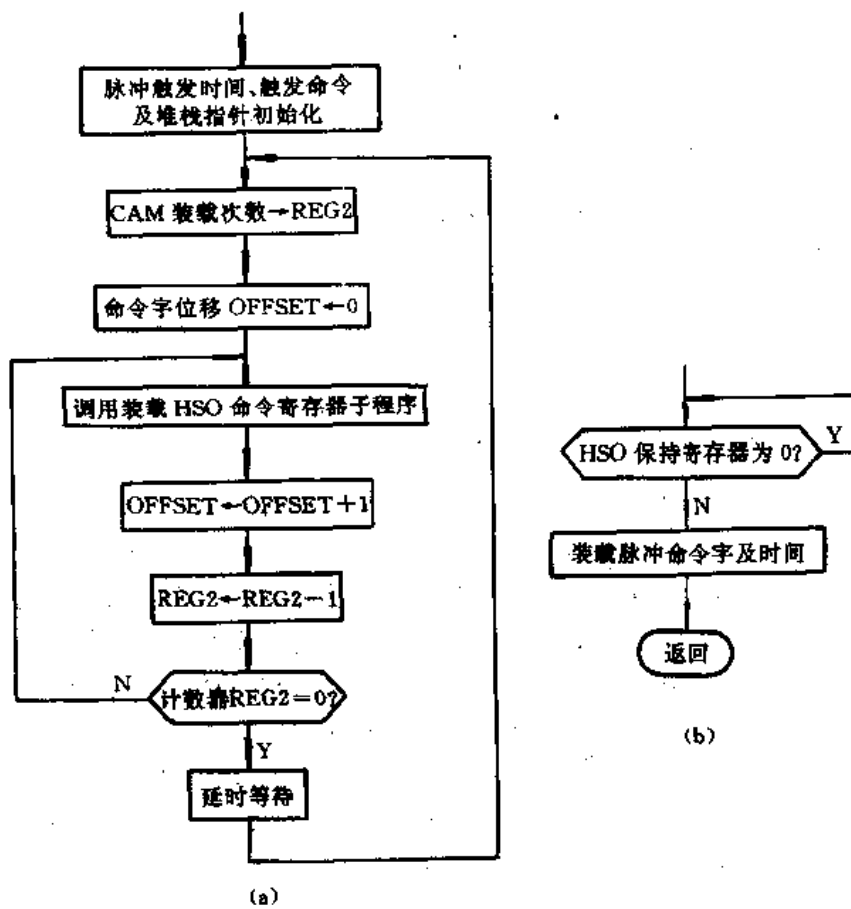 脉冲触发时间、触发命令
及堆栈指针初始化
CAM 装载次数→REG2
命令字位移 OFFSET←0
调用装载 HSO 命令寄存器子程序
OFFSET←OFFSET+1
REG2←REG2-1
计数器REG2=0?
N
Y
延时等待
(a)
HSO 保持寄存器为 0?
Y
N
装载脉冲命令字及时间
返回
(b)